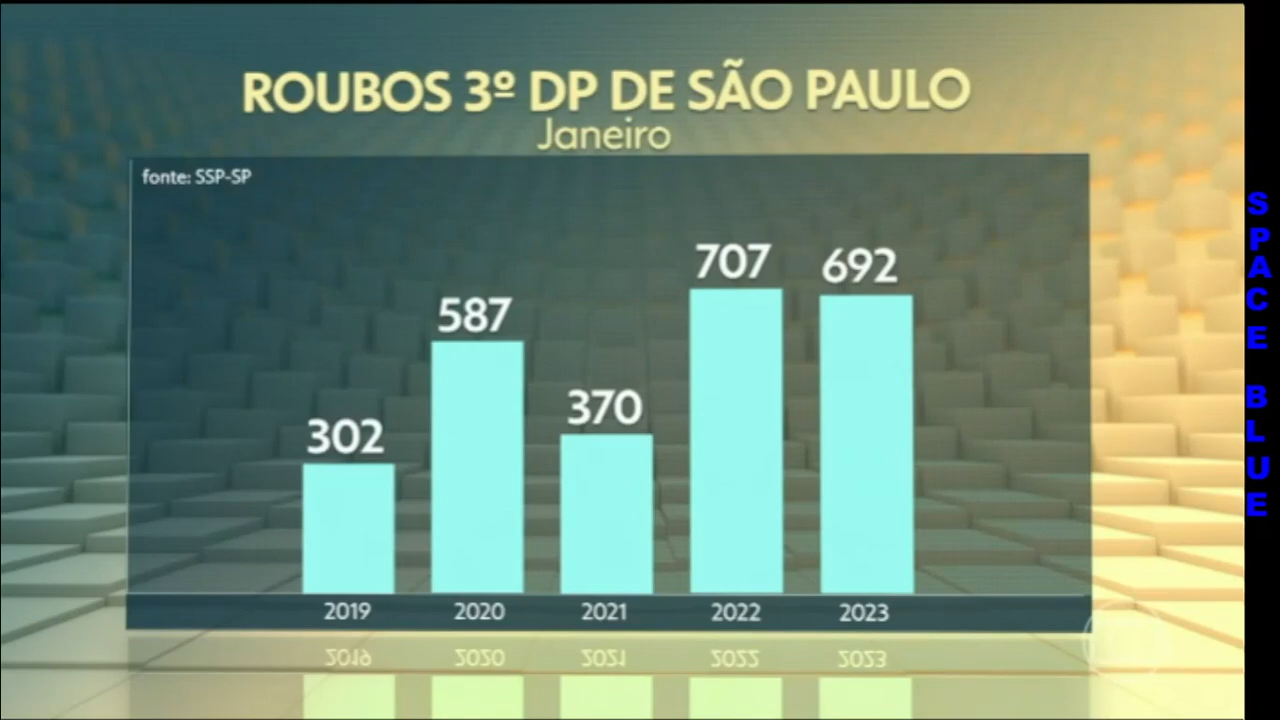 ROUBOS 3º DP DE SÃO PAULO
Janeiro
fonte: SSP-SP
302
587
370
707
692
2019
2020
2021
2022
2023
SPACE BLUE